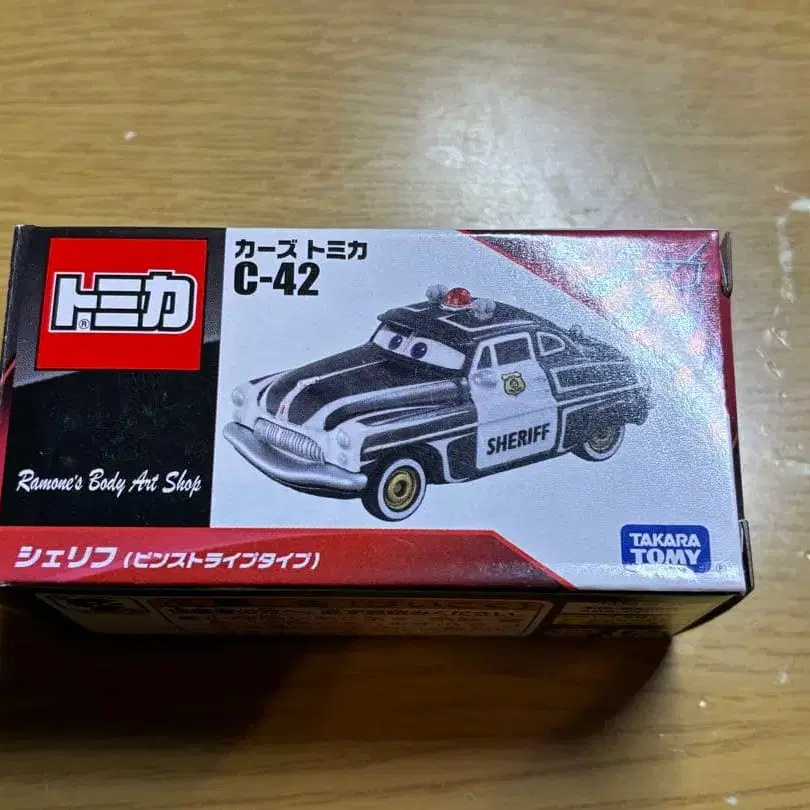 トミカ
カーズ トミカ
C-42
SHERIFF
Ramone's Body Art Shop
シェリフ (ピンストライプタイプ)
TAKARA
TOMY